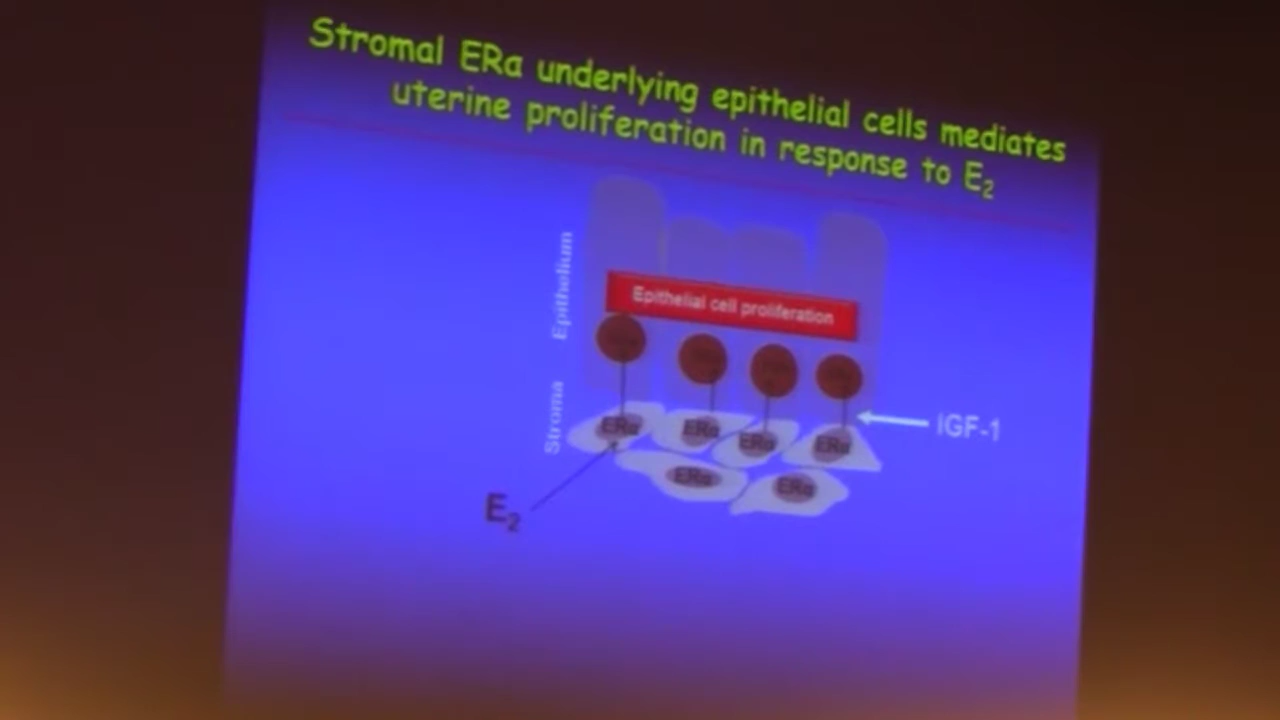 Stromal ERα underlying epithelial cells mediates
uterine proliferation in response to E₂
Epithelium
Epithelial cell proliferation
Stroma
ERα
ERα
ERα
ERα
IGF-1
ERα
ERα
E₂